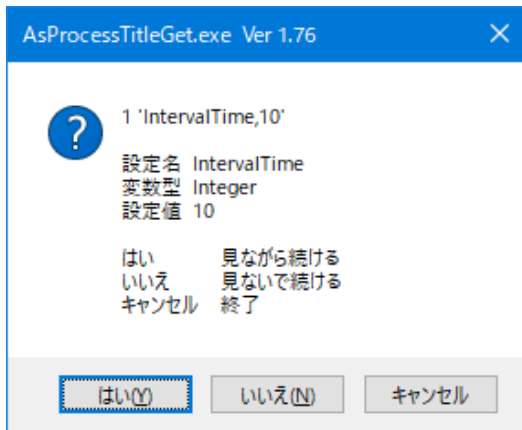 AsProcessTitleGet.exe Ver 1.76
1 'IntervalTime,10'
設定名 IntervalTime
変数型 Integer
設定値 10
はい 見ながら続ける
いいえ 見ないで続ける
キャンセル 終了
はい(Y) いいえ(N) キャンセル